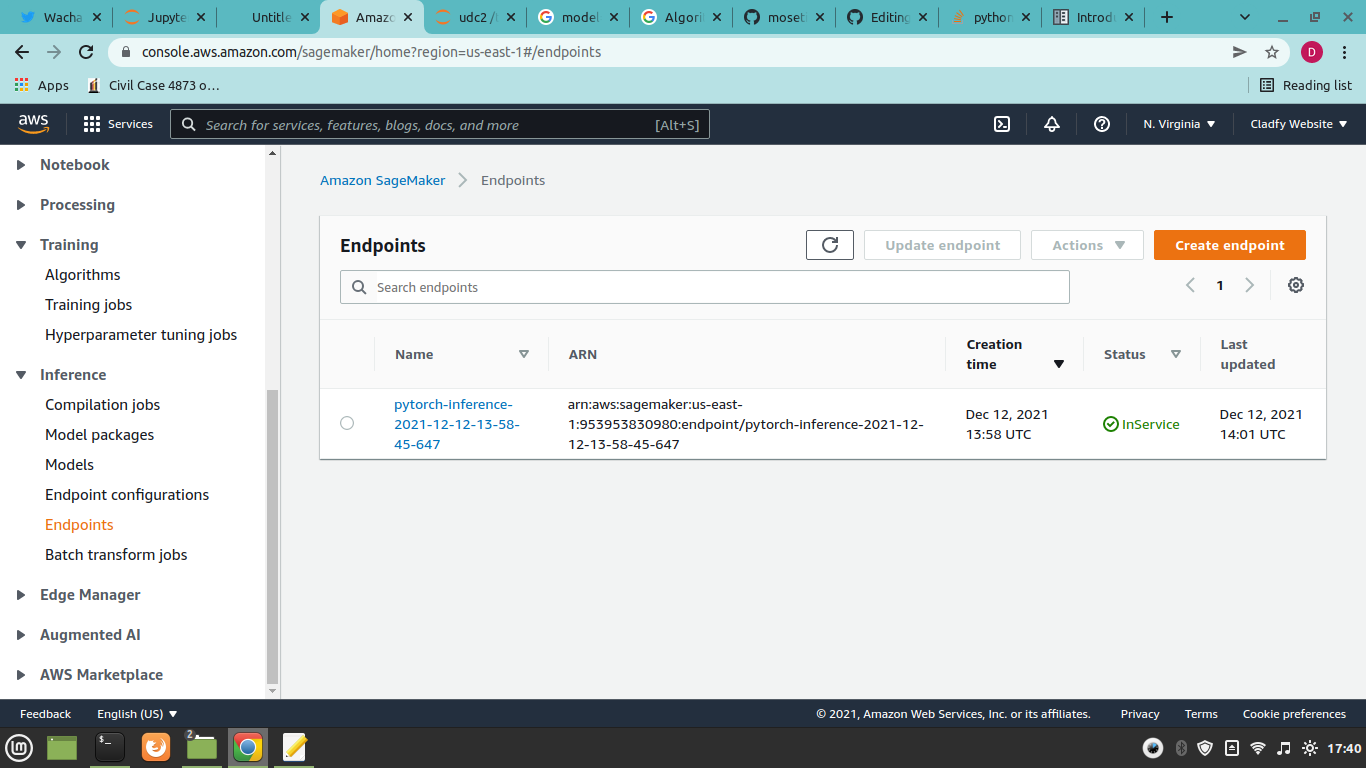 Wacha
Jupyte
Untitle
Amazo
udc2 /
model
Algori
moseti
Editing
python
Introdu
console.aws.amazon.com/sagemaker/home?region=us-east-1#/endpoints
D
Apps
Civil Case 4873 o…
Reading list
aws
Services
Search for services, features, blogs, docs, and more
[Alt+S]
N. Virginia
Cladfy Website
Notebook
Processing
Training
Algorithms
Training jobs
Hyperparameter tuning jobs
Inference
Compilation jobs
Model packages
Models
Endpoint configurations
Endpoints
Batch transform jobs
Edge Manager
Augmented AI
AWS Marketplace
Amazon SageMaker
Endpoints
Endpoints
Update endpoint
Actions
Create endpoint
Search endpoints
1
Name
ARN
Creation
time
Status
Last
updated
pytorch-inference-
2021-12-12-13-58-
45-647
arn:aws:sagemaker:us-east-
1:953953830980:endpoint/pytorch-inference-2021-12-
12-13-58-45-647
Dec 12, 2021
13:58 UTC
InService
Dec 12, 2021
14:01 UTC
Feedback
English (US)
© 2021, Amazon Web Services, Inc. or its affiliates.
Privacy
Terms
Cookie preferences
$_
2
17:40